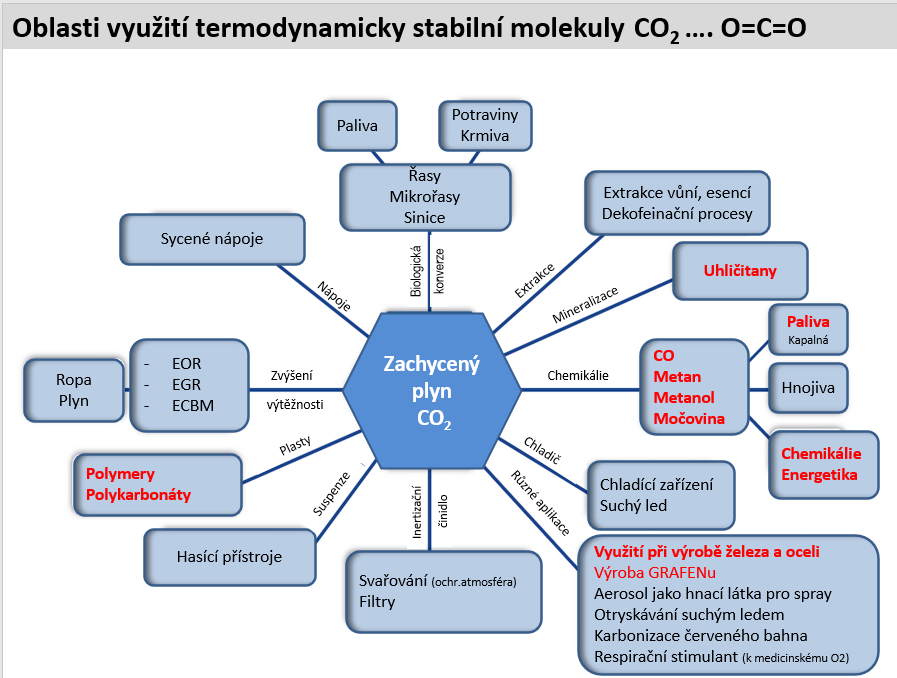 Oblasti využití termodynamicky stabilní molekuly CO₂ .... O=C=O
Paliva
Potraviny
Krmiva
Řasy
Mikrořasy
Sinice
Biologická
konverze
Extrakce vůní, esencí
Dekofeinační procesy
Extrakce
Sycené nápoje
Nápoje
Uhličitany
Mineralizace
Zachycený
plyn
CO₂
Chemikálie
CO
Metan
Metanol
Močovina
Paliva
Kapalná
Hnojiva
Chemikálie
Energetika
Zvýšení
výtěžnosti
- EOR
- EGR
- ECBM
Ropa
Plyn
Plasty
Polymery
Polykarbonáty
Suspenze
Hasící přístroje
Inertizační
činidlo
Svařování (ochr.atmosféra)
Filtry
Chladič
Chladící zařízení
Suchý led
Různé aplikace
Využití při výrobě železa a oceli
Výroba GRAFENu
Aerosol jako hnací látka pro spray
Otryskávání suchým ledem
Karbonizace červeného bahna
Respirační stimulant (k medicinskému O2)